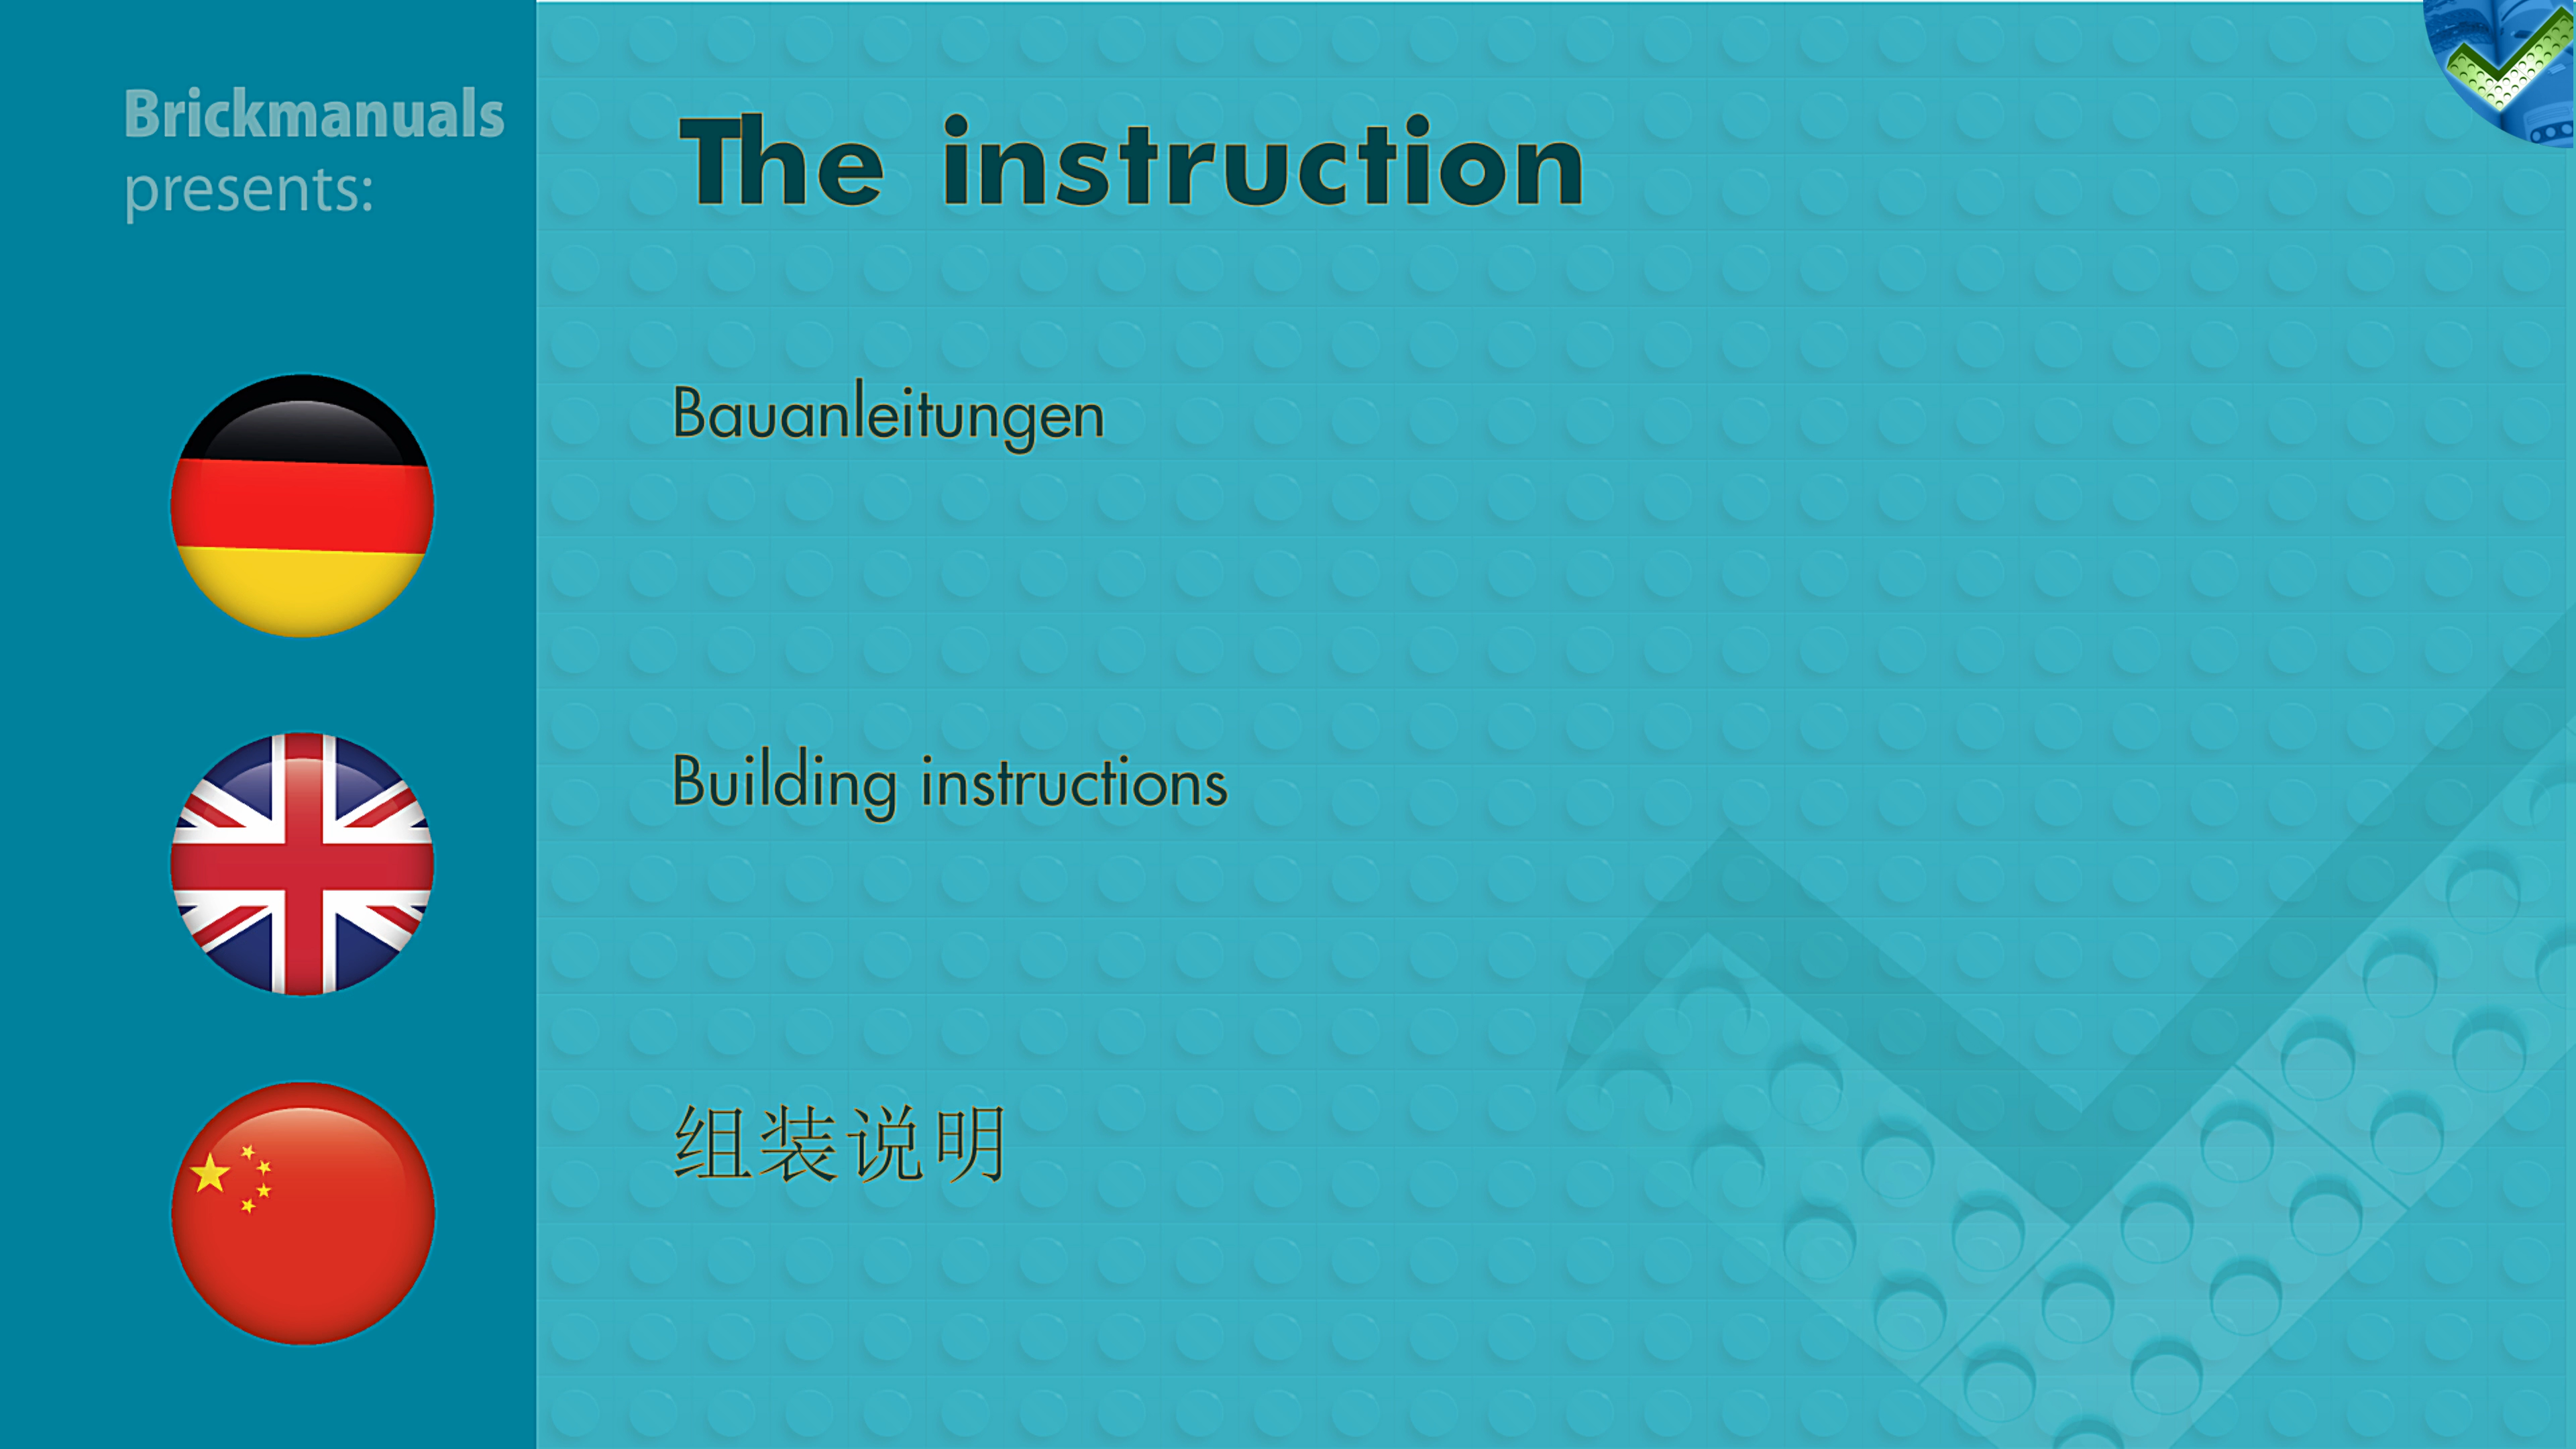 Brickmanuals
presents:
The instruction
Bauanleitungen
Building instructions
组装说明